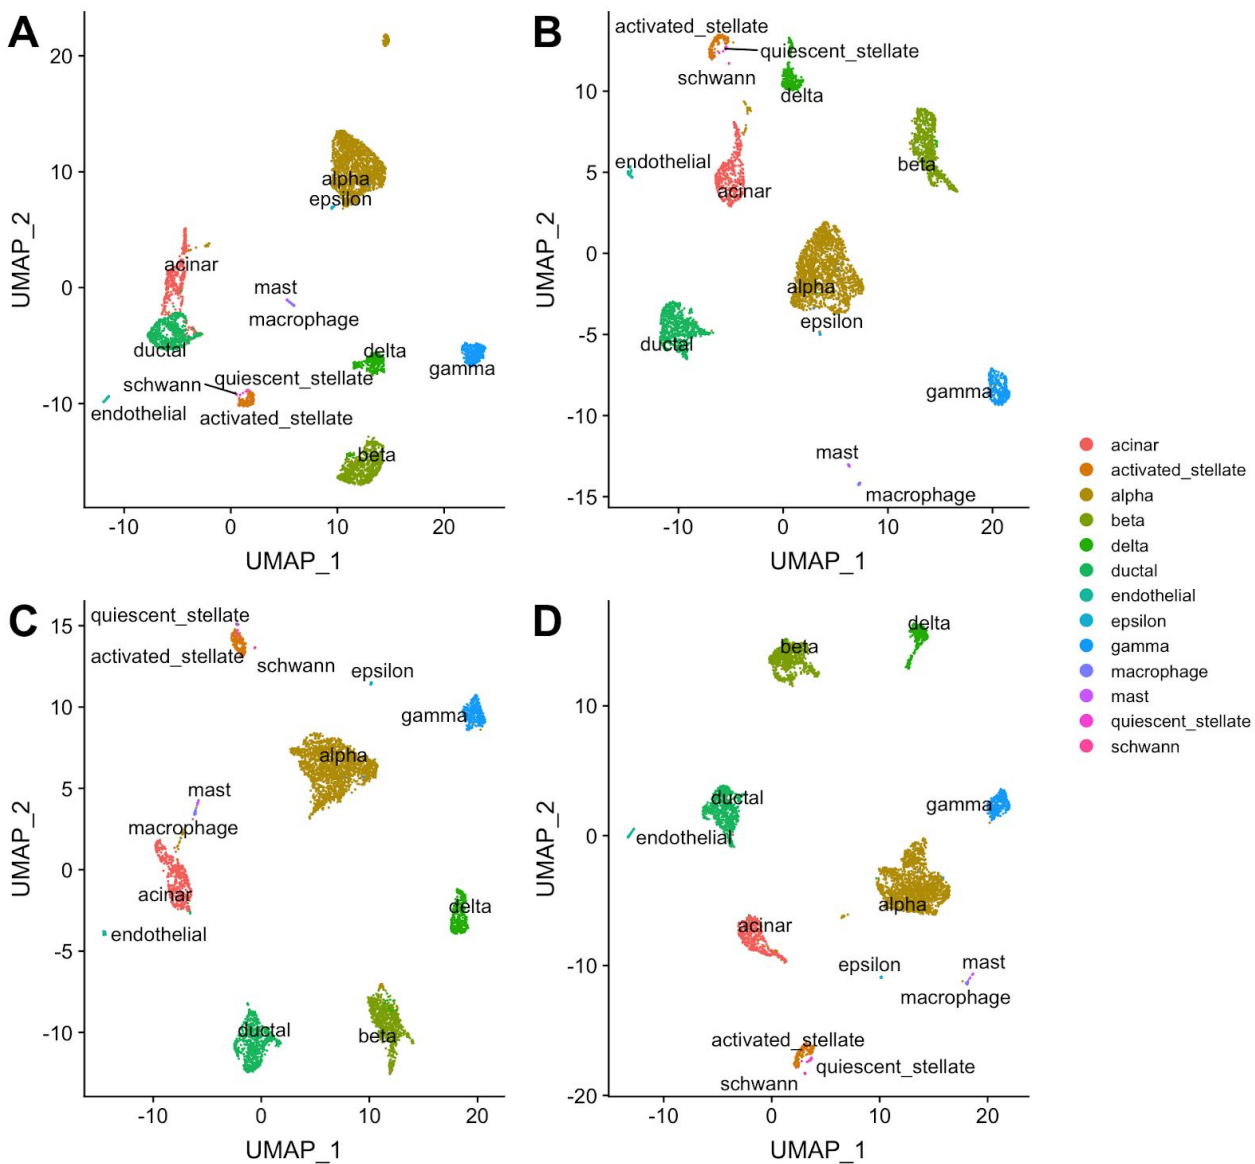 A
UMAP_2
20
10
0
-10
alpha
epsilon
acinar
mast
macrophage
ductal
delta
gamma
schwann
quiescent_stellate
endothelial
activated_stellate
beta
-10
0
10
20
UMAP_1
B
UMAP_2
10
5
0
-5
-10
-15
activated_stellate
quiescent_stellate
schwann
delta
endothelial
acinar
beta
alpha
epsilon
ductal
gamma
mast
macrophage
-10
0
10
20
UMAP_1
acinar
activated_stellate
alpha
beta
delta
ductal
endothelial
epsilon
gamma
macrophage
mast
quiescent_stellate
schwann
C
UMAP_2
15
10
5
0
-5
-10
quiescent_stellate
activated_stellate
schwann
epsilon
gamma
alpha
mast
macrophage
acinar
delta
endothelial
ductal
beta
-10
0
10
20
UMAP_1
D
UMAP_2
10
0
-10
-20
delta
beta
ductal
gamma
endothelial
alpha
acinar
epsilon
mast
macrophage
activated_stellate
quiescent_stellate
schwann
-10
0
10
20
UMAP_1